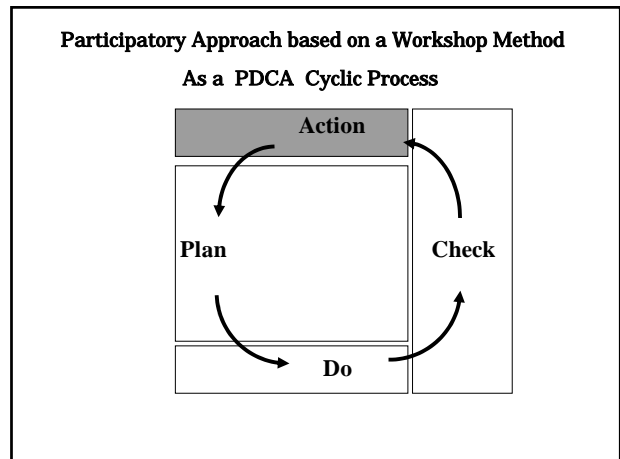 Participatory Approach based on a Workshop Method
As a PDCA Cyclic Process
Action
Plan
Check
Do